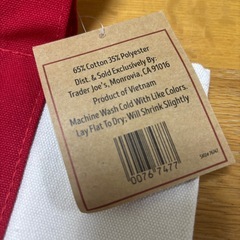 65% Cotton 35% Polyester
Dist. & Sold Exclusively By
Trader Joe's, Monrovia, CA 91016
Product of Vietnam
Machine Wash Cold With Like Colors.
Lay Flat To Dry; Will Shrink Slightly
0076 7477